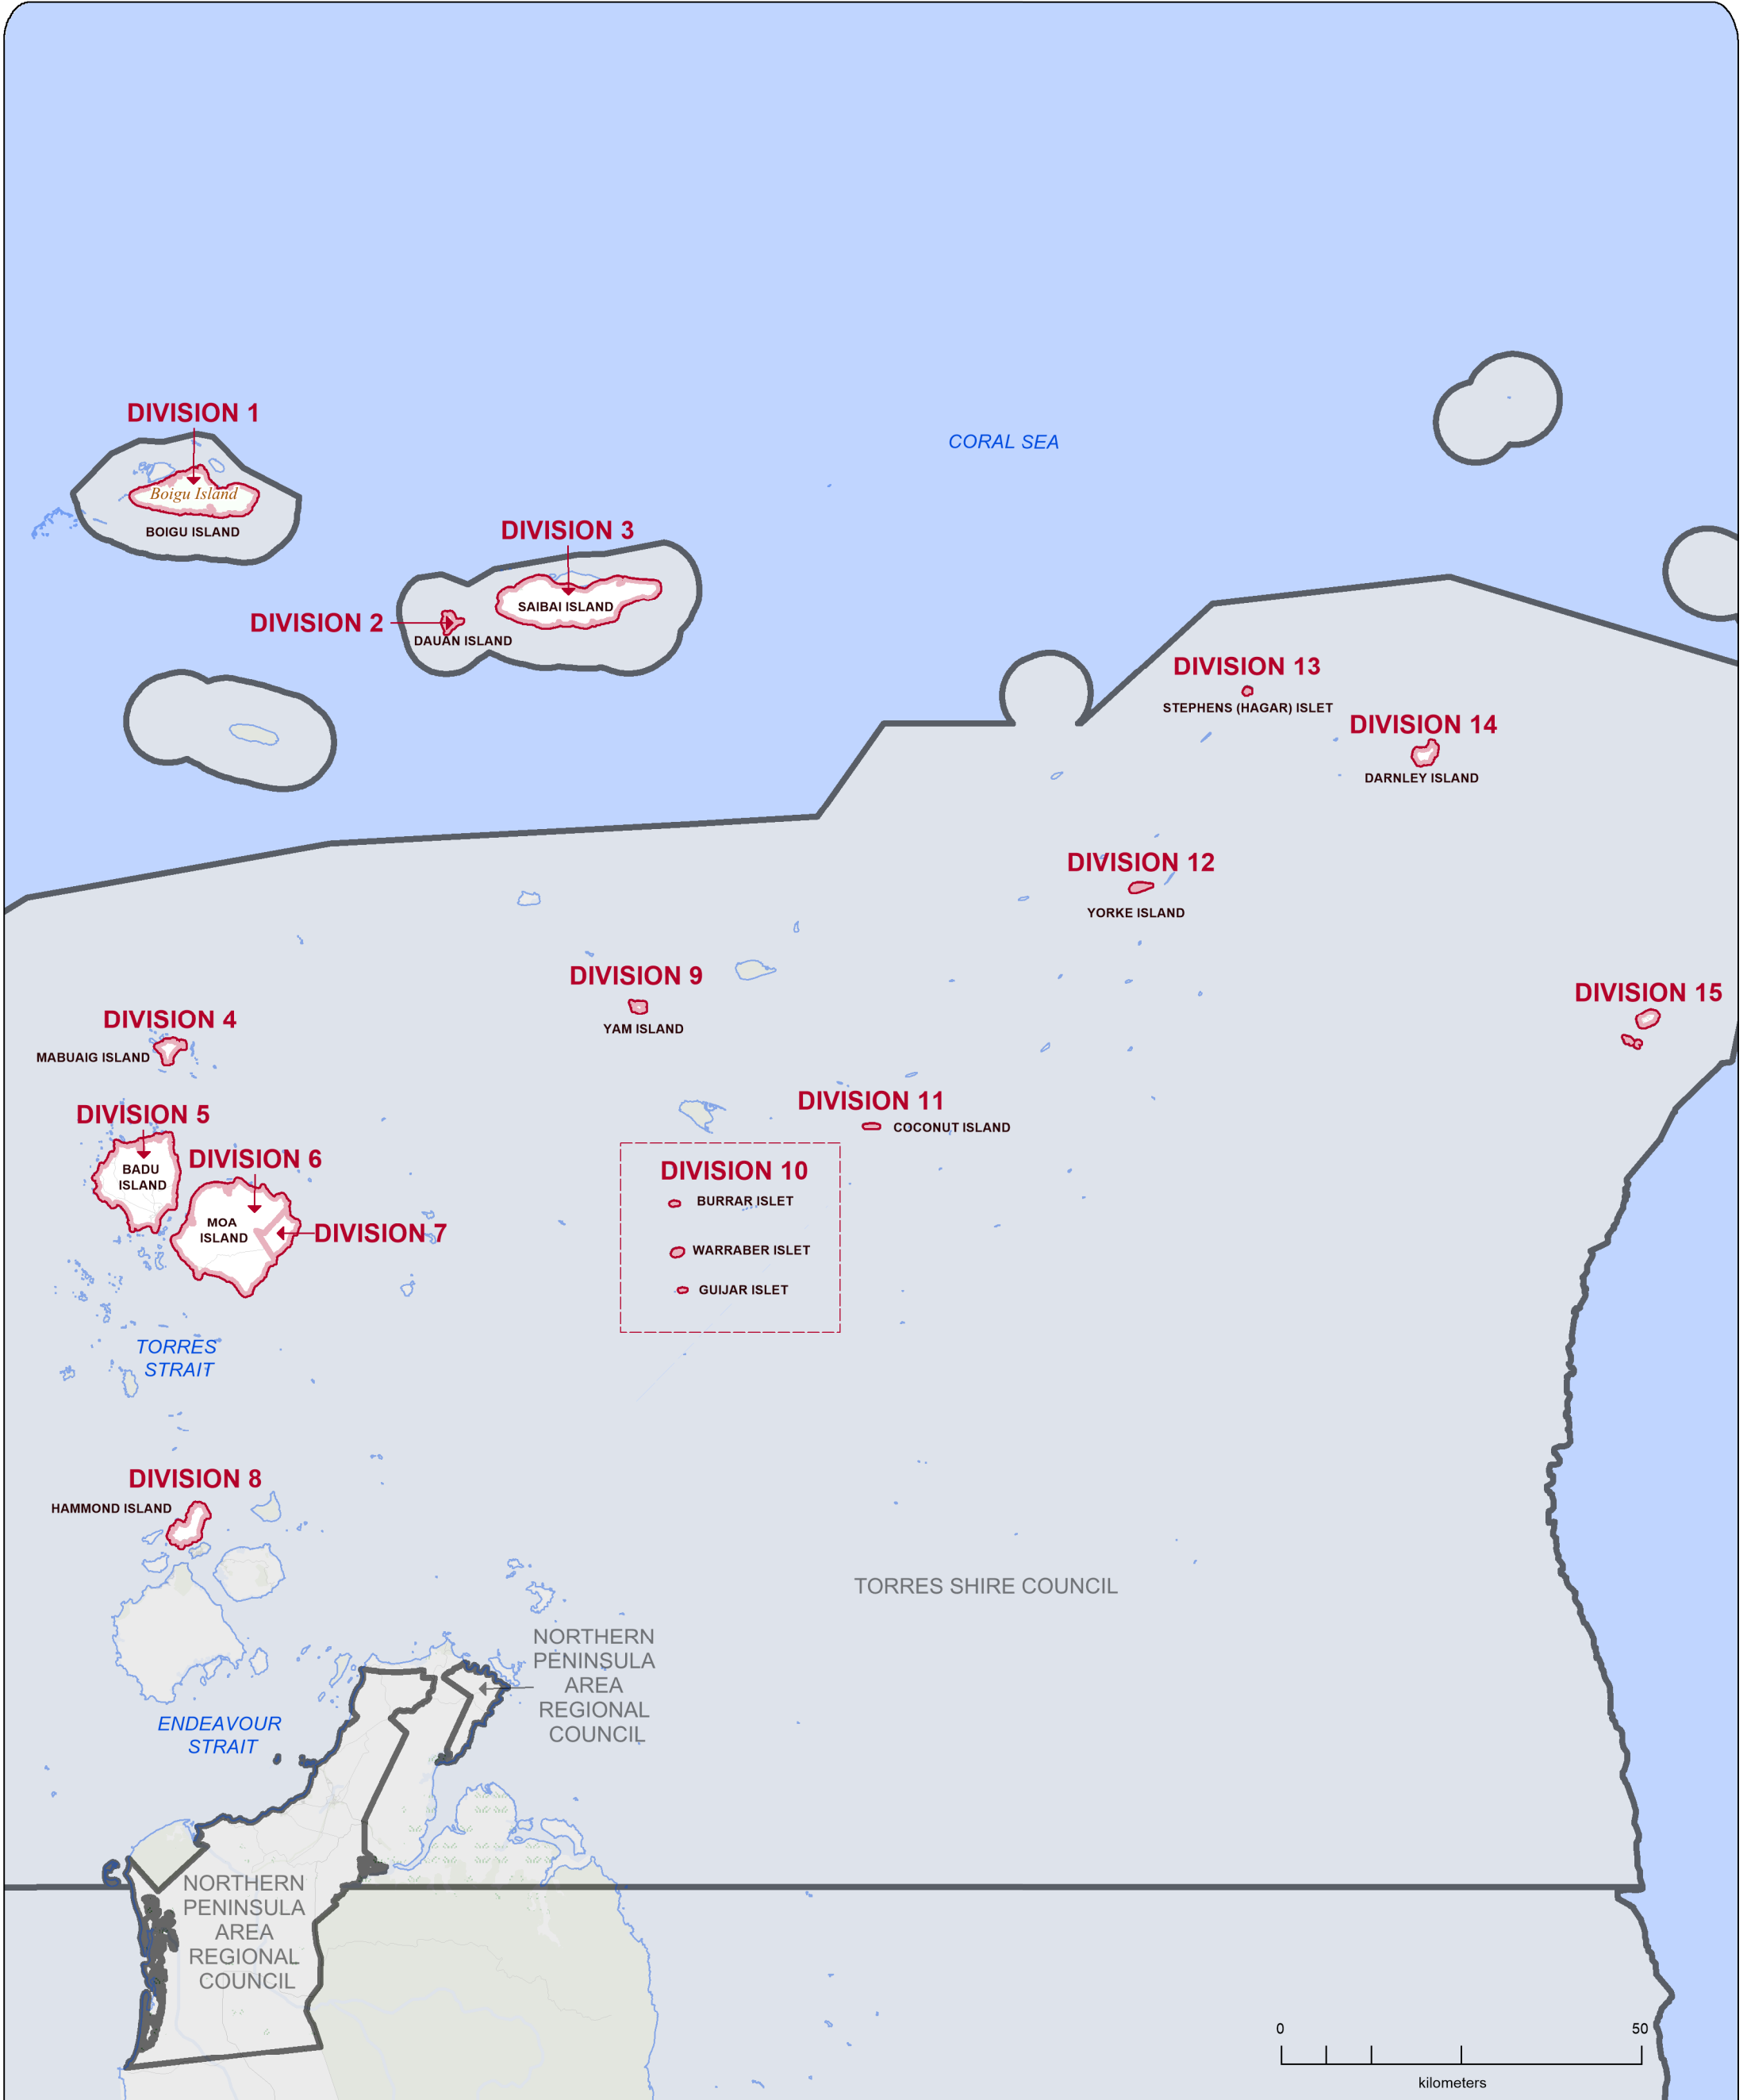 DIVISION 1
Boigu Island
BOIGU ISLAND
CORAL SEA
DIVISION 3
SAIBAI ISLAND
DIVISION 2
DAUAN ISLAND
DIVISION 13
STEPHENS (HAGAR) ISLET
DIVISION 14
DARNLEY ISLAND
DIVISION 12
YORKE ISLAND
DIVISION 9
YAM ISLAND
DIVISION 15
DIVISION 4
MABUAIG ISLAND
DIVISION 11
COCONUT ISLAND
DIVISION 5
BADU
ISLAND
DIVISION 6
MOA
ISLAND
DIVISION 7
DIVISION 10
BURRAR ISLET
WARRABER ISLET
GUIJAR ISLET
TORRES
STRAIT
DIVISION 8
HAMMOND ISLAND
TORRES SHIRE COUNCIL
NORTHERN
PENINSULA
AREA
REGIONAL
COUNCIL
ENDEAVOUR
STRAIT
NORTHERN
PENINSULA
AREA
REGIONAL
COUNCIL
0 50
kilometers